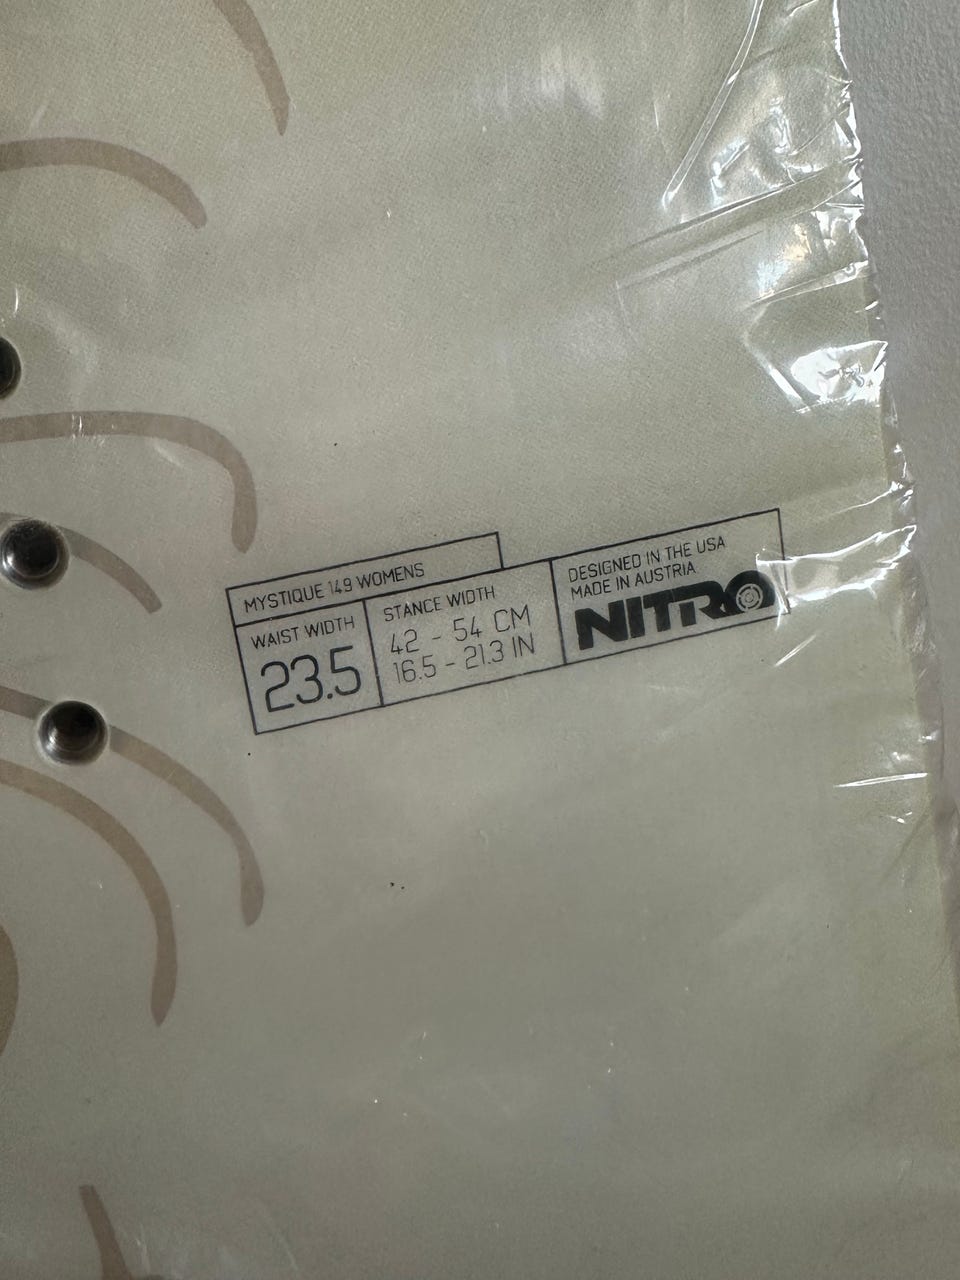 MYSTIQUE 149 WOMENS
WAIST WIDTH
23.5
STANCE WIDTH
42 - 54 CM
16.5 - 21.3 IN
DESIGNED IN THE USA
MADE IN AUSTRIA
NITRO